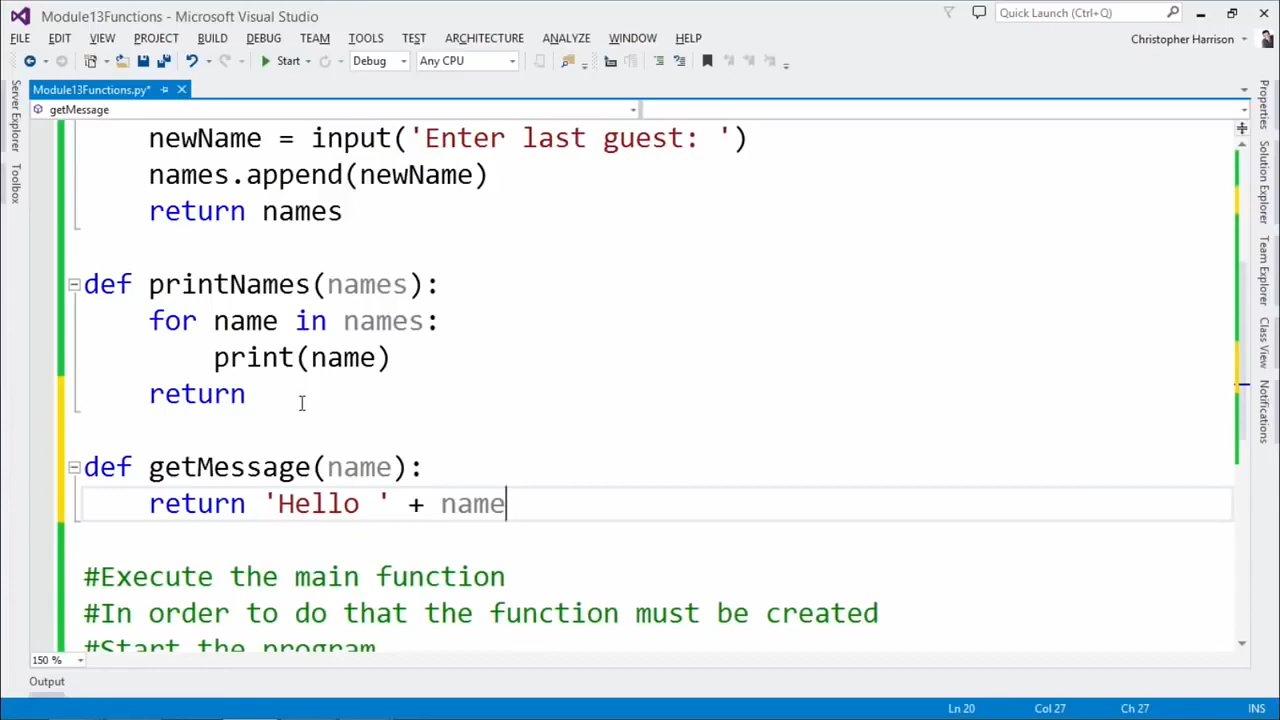 Module13Functions - Microsoft Visual Studio
Quick Launch (Ctrl+Q)
FILE EDIT VIEW PROJECT BUILD DEBUG TEAM TOOLS TEST ARCHITECTURE ANALYZE WINDOW HELP
Christopher Harrison
Start Debug Any CPU
Module13Functions.py*
getMessage
newName = input('Enter last guest: ')
names.append(newName)
return names
def printNames(names):
for name in names:
print(name)
return
def getMessage(name):
return 'Hello ' + name
#Execute the main function
#In order to do that the function must be created
#Start the program
150 %
Output
Ln 20 Col 27 Ch 27 INS
Server Explorer
Toolbox
Properties
Solution Explorer
Team Explorer
Class View
Notifications